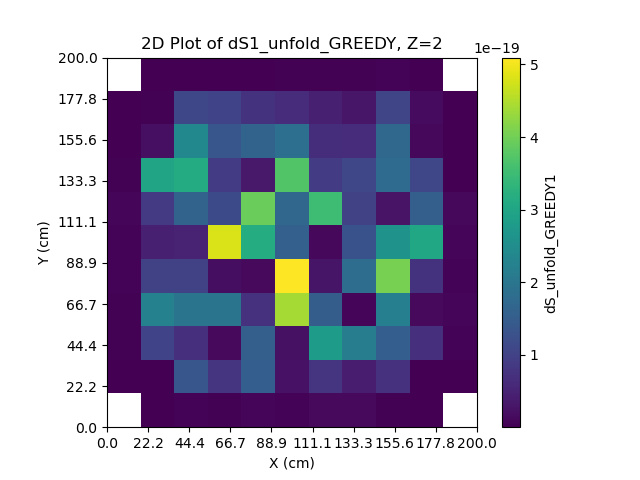 2D Plot of dS1_unfold_GREEDY, Z=2
1e−19
200.0
177.8
155.6
133.3
111.1
88.9
66.7
44.4
22.2
0.0
Y (cm)
0.0 22.2 44.4 66.7 88.9 111.1 133.3 155.6 177.8 200.0
X (cm)
5
4
3
2
1
dS_unfold_GREEDY1